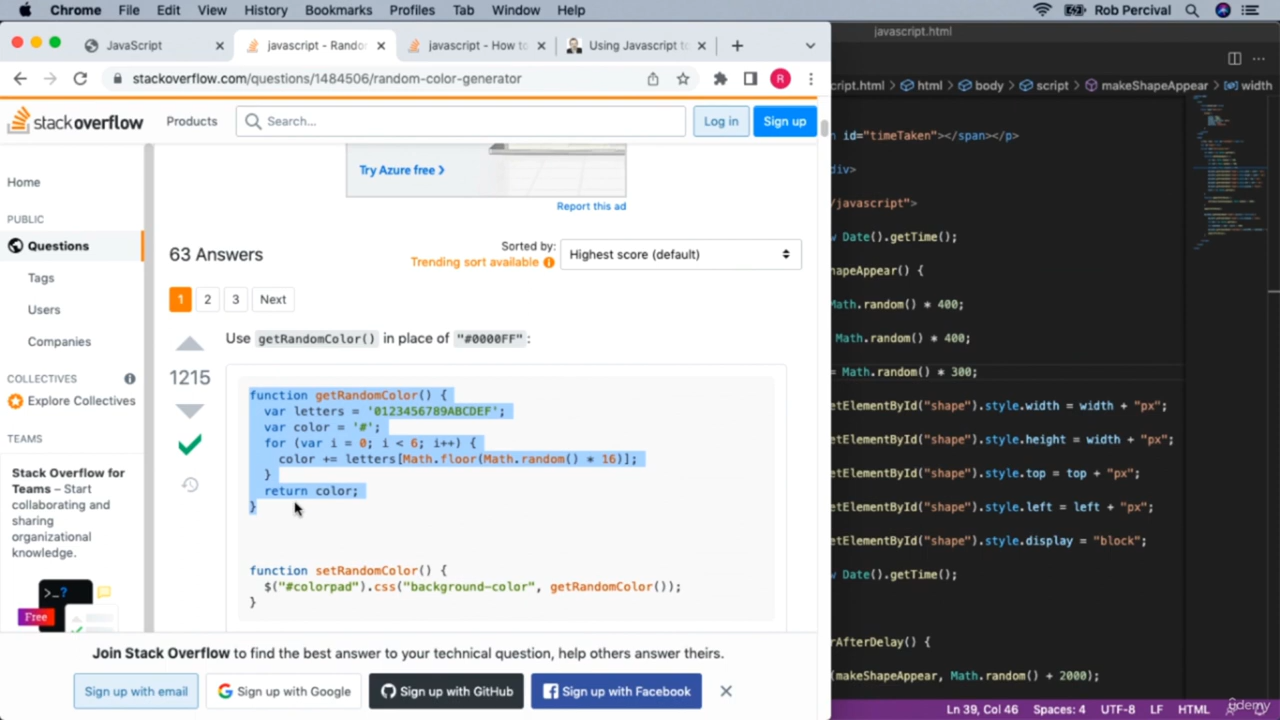 Chrome File Edit View History Bookmarks Profiles Tab Window Help Rob Percival
javascript.html
JavaScript
javascript - Rando
javascript - How to
Using Javascript to
stackoverflow.com/questions/1484506/random-color-generator
R
stackoverflow
Products
Search...
Log in
Sign up
Home
PUBLIC
Questions
Tags
Users
Companies
COLLECTIVES
Explore Collectives
TEAMS
Stack Overflow for
Teams – Start
collaborating and
sharing
organizational
knowledge.
>_?
Free
Try Azure free
Report this ad
63 Answers
Sorted by:
Trending sort available
Highest score (default)
1 2 3 Next
1215
Use getRandomColor() in place of "#0000FF":
function getRandomColor() {
var letters = '0123456789ABCDEF';
var color = '#';
for (var i = 0; i < 6; i++) {
color += letters[Math.floor(Math.random() * 16)];
}
return color;
}
function setRandomColor() {
$("#colorpad").css("background-color", getRandomColor());
}
Join Stack Overflow to find the best answer to your technical question, help others answer theirs.
Sign up with email
Sign up with Google
Sign up with GitHub
Sign up with Facebook
cript.html > html > body > script > makeShapeAppear > width
id="timeTaken"></span></p>
div>
/javascript">
Date().getTime();
hapeAppear() {
Math.random() * 400;
Math.random() * 400;
= Math.random() * 300;
etElementById("shape").style.width = width + "px";
etElementById("shape").style.height = width + "px";
etElementById("shape").style.top = top + "px";
etElementById("shape").style.left = left + "px";
etElementById("shape").style.display = "block";
Date().getTime();
rAfterDelay() {
(makeShapeAppear, Math.random() + 2000);
Ln 39, Col 46 Spaces: 4 UTF-8 LF HTML
udemy